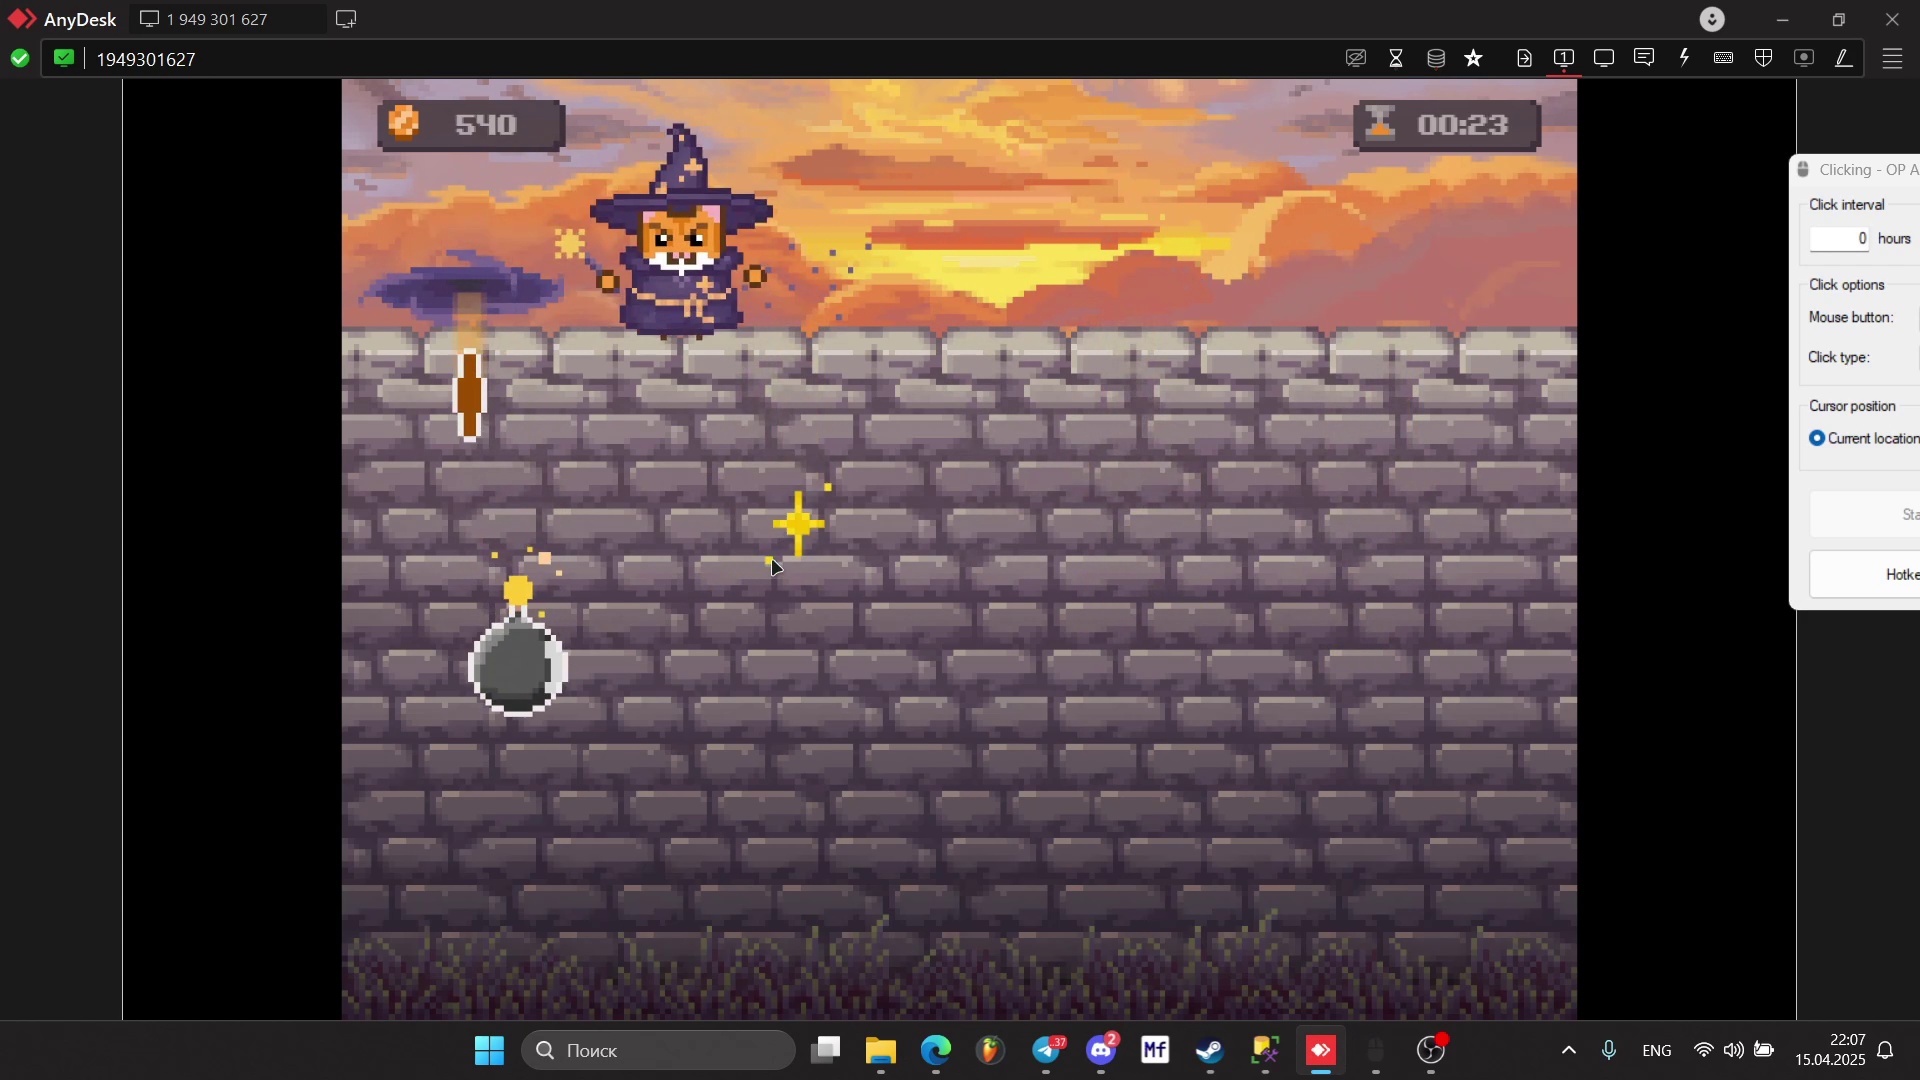 AnyDesk
1 949 301 627
1949301627
540
00:23
Clicking - OP A
Click interval
0 hours
Click options
Mouse button:
Click type:
Cursor position
Current location
Sta
Hotke
Поиск
37
2
Mf
ENG
22:07
15.04.2025